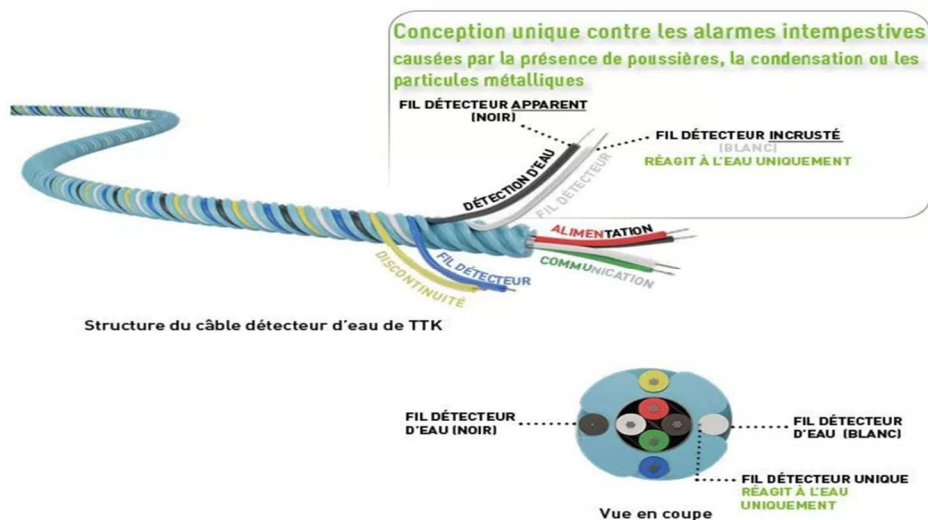 Conception unique contre les alarmes intempestives
causées par la présence de poussières, la condensation ou les
particules métalliques
FIL DÉTECTEUR APPARENT
(NOIR)
FIL DÉTECTEUR INCRUSTÉ
(BLANC)
RÉAGIT À L'EAU UNIQUEMENT
DÉTECTION D'EAU
FIL DÉTECTEUR
ALIMENTATION
COMMUNICATION
FIL DÉTECTEUR
DISCONTINUITÉ
Structure du câble détecteur d'eau de TTK
FIL DÉTECTEUR
D'EAU (NOIR)
FIL DÉTECTEUR
D'EAU (BLANC)
FIL DÉTECTEUR UNIQUE
RÉAGIT À L'EAU
UNIQUEMENT
Vue en coupe